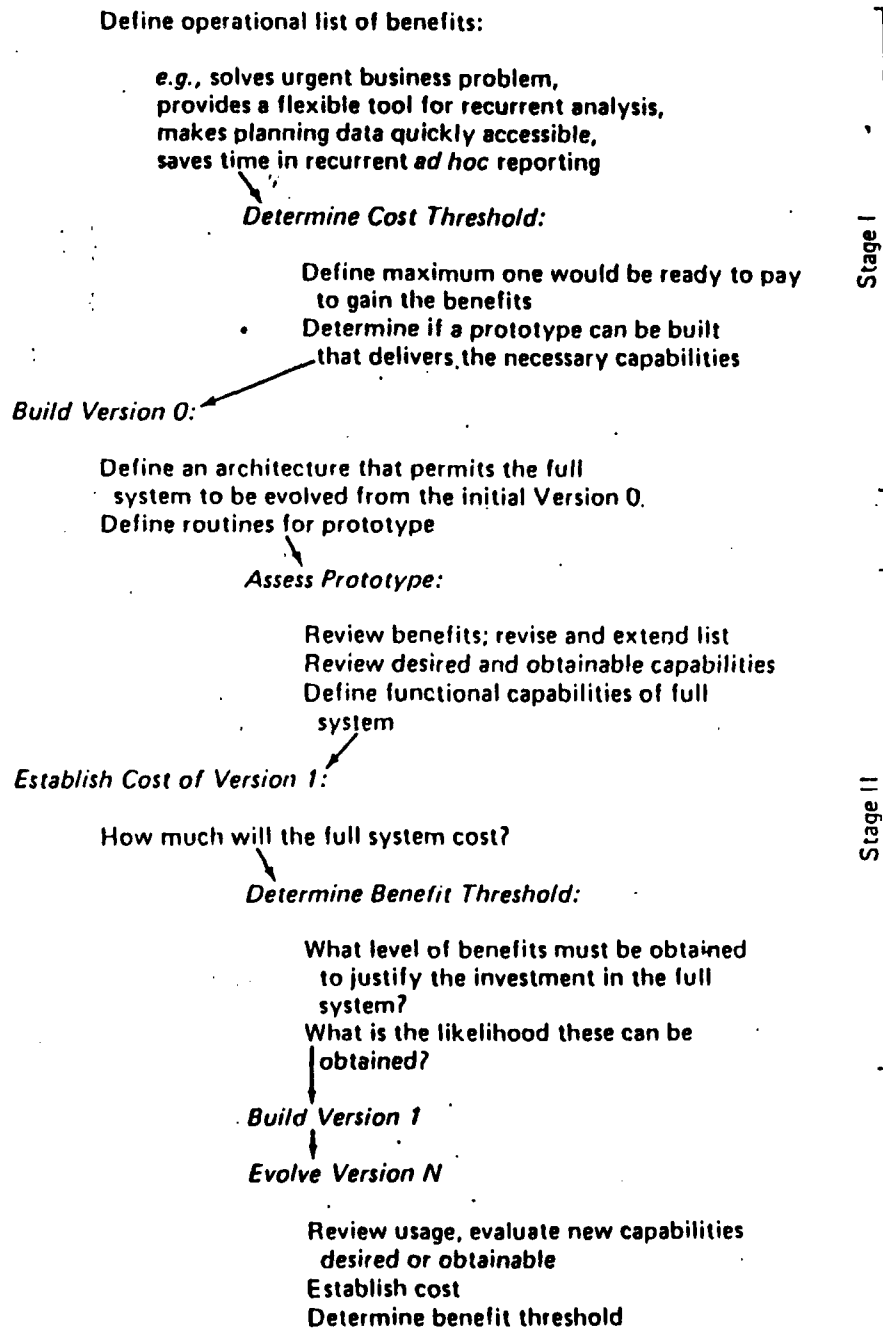 Define operational list of benefits:
e.g., solves urgent business problem,
provides a flexible tool for recurrent analysis,
makes planning data quickly accessible,
saves time in recurrent ad hoc reporting
Determine Cost Threshold:
Define maximum one would be ready to pay
to gain the benefits
Determine if a prototype can be built
that delivers the necessary capabilities
Stage I
Build Version 0:
Define an architecture that permits the full
system to be evolved from the initial Version 0.
Define routines for prototype
Assess Prototype:
Review benefits; revise and extend list
Review desired and obtainable capabilities
Define functional capabilities of full
system
Establish Cost of Version 1:
How much will the full system cost?
Stage II
Determine Benefit Threshold:
What level of benefits must be obtained
to justify the investment in the full
system?
What is the likelihood these can be
obtained?
Build Version 1
Evolve Version N
Review usage, evaluate new capabilities
desired or obtainable
Establish cost
Determine benefit threshold